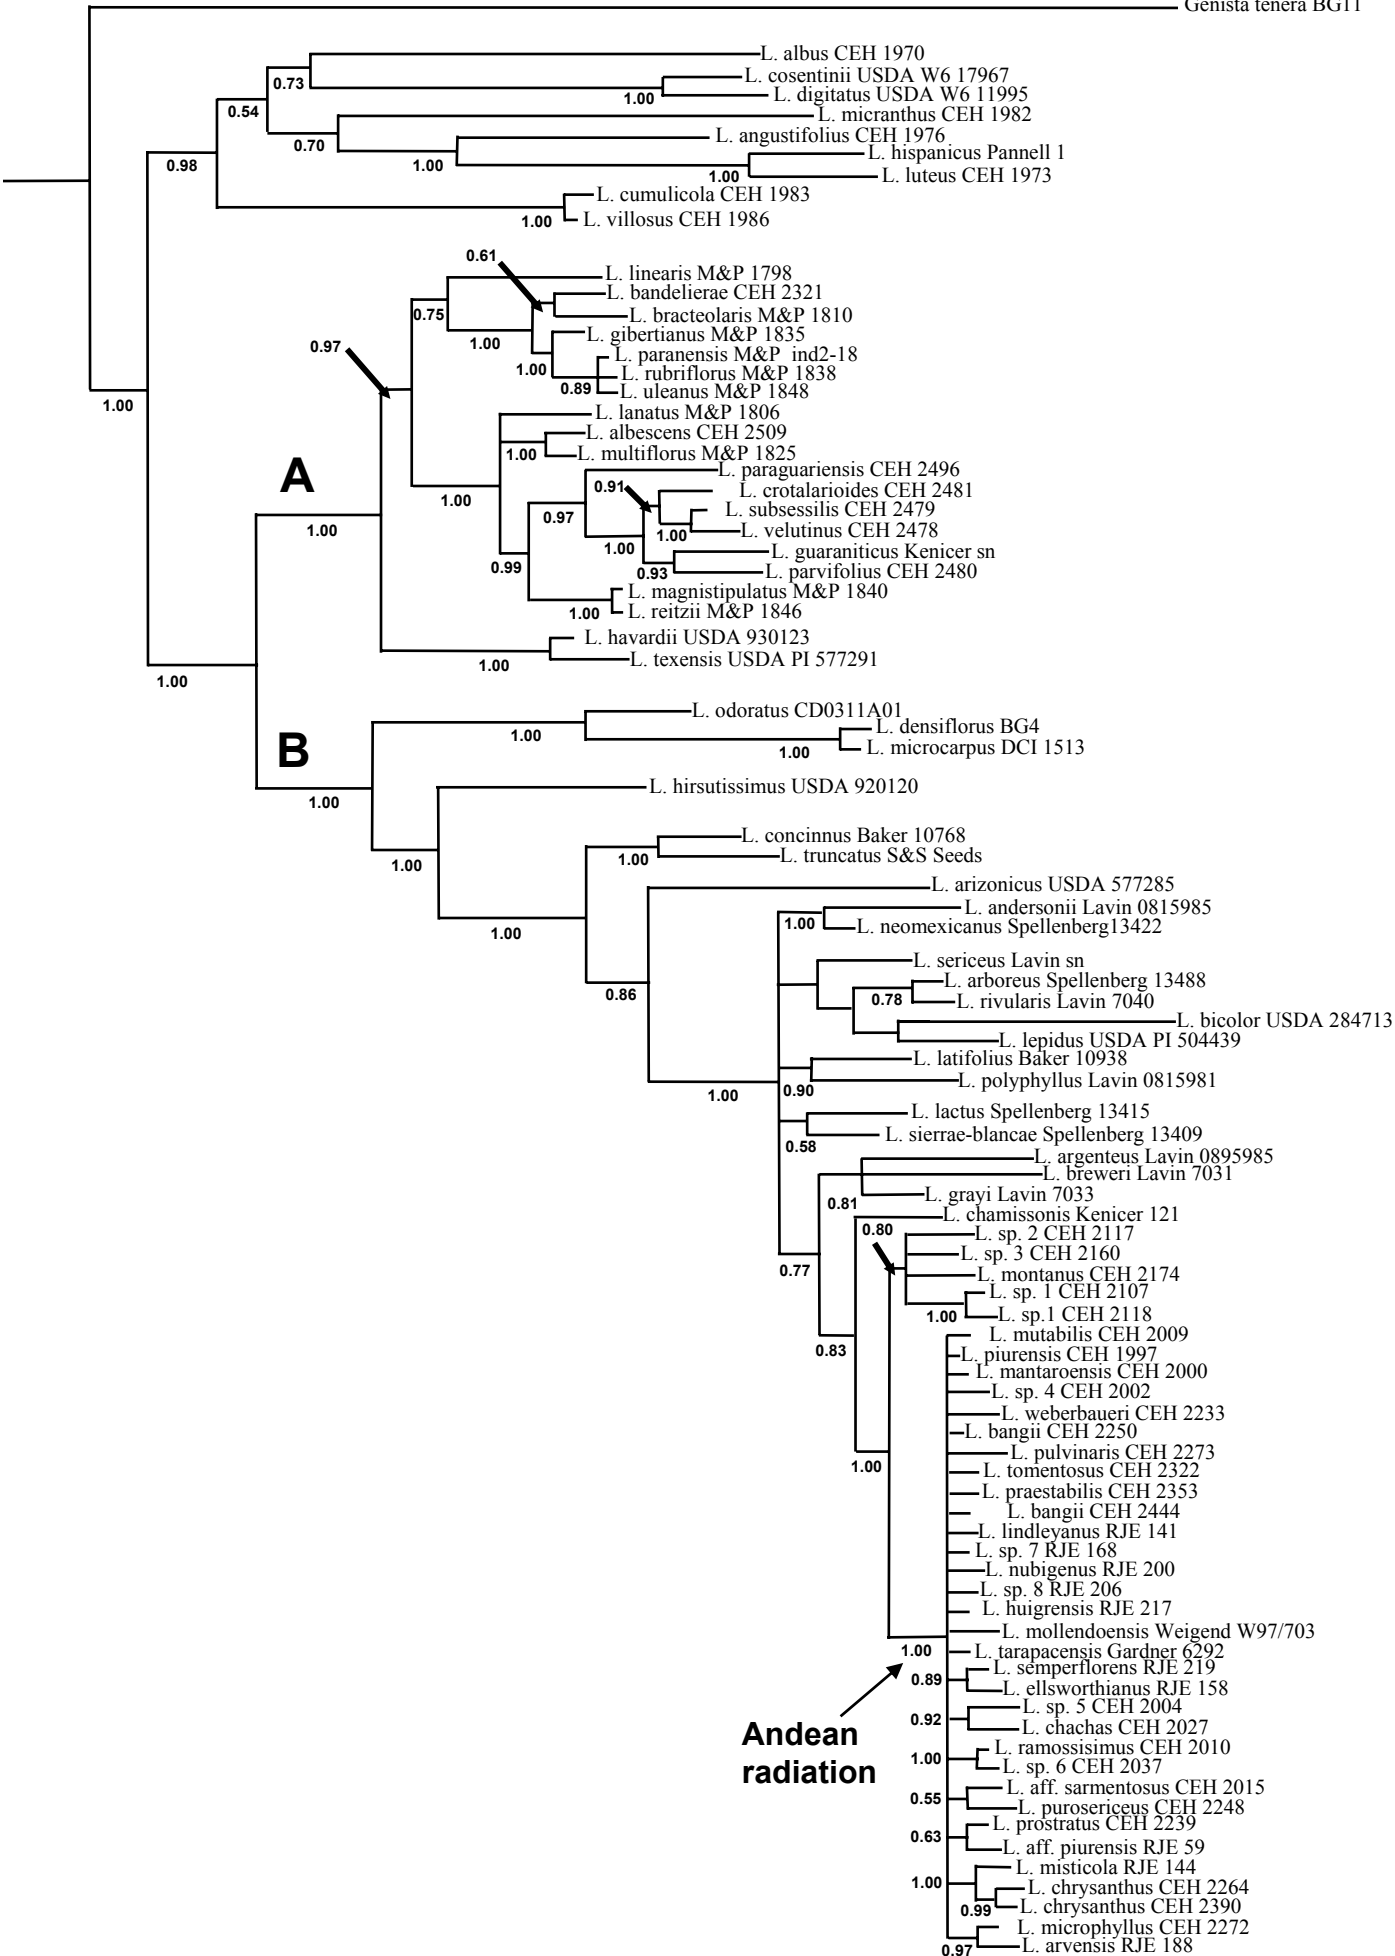 Genista tenera BG11
L. albus CEH 1970
0.73
L. cosentinii USDA W6 17967
1.00
L. digitatus USDA W6 11995
0.54
L. micranthus CEH 1982
0.70
L. angustifolius CEH 1976
0.98
1.00
L. hispanicus Pannell 1
1.00
L. luteus CEH 1973
L. cumulicola CEH 1983
1.00
L. villosus CEH 1986
0.61
L. linearis M&P 1798
L. bandelierae CEH 2321
0.75
L. bracteolaris M&P 1810
L. gibertianus M&P 1835
0.97
1.00
L. paranensis M&P ind2-18
1.00
L. rubriflorus M&P 1838
0.89
L. uleanus M&P 1848
1.00
L. lanatus M&P 1806
L. albescens CEH 2509
1.00
L. multiflorus M&P 1825
A
L. paraguariensis CEH 2496
0.91
L. crotalarioides CEH 2481
1.00
L. subsessilis CEH 2479
0.97
1.00
L. velutinus CEH 2478
1.00
1.00
L. guaraniticus Kenicer sn
0.99
0.93
L. parvifolius CEH 2480
L. magnistipulatus M&P 1840
1.00
L. reitzii M&P 1846
L. havardii USDA 930123
1.00
L. texensis USDA PI 577291
1.00
L. odoratus CD0311A01
L. densiflorus BG4
1.00
B
1.00
L. microcarpus DCI 1513
L. hirsutissimus USDA 920120
1.00
L. concinnus Baker 10768
1.00
1.00
L. truncatus S&S Seeds
L. arizonicus USDA 577285
L. andersonii Lavin 0815985
1.00
L. neomexicanus Spellenberg13422
1.00
L. sericeus Lavin sn
L. arboreus Spellenberg 13488
0.86
0.78
L. rivularis Lavin 7040
L. bicolor USDA 284713
L. lepidus USDA PI 504439
L. latifolius Baker 10938
1.00
0.90
L. polyphyllus Lavin 0815981
L. lactus Spellenberg 13415
L. sierrae-blancae Spellenberg 13409
0.58
L. argenteus Lavin 0895985
L. breweri Lavin 7031
L. grayi Lavin 7033
0.81
L. chamissonis Kenicer 121
0.80
L. sp. 2 CEH 2117
L. sp. 3 CEH 2160
0.77
L. montanus CEH 2174
L. sp. 1 CEH 2107
1.00
L. sp.1 CEH 2118
L. mutabilis CEH 2009
0.83
L. piurensis CEH 1997
L. mantaroensis CEH 2000
L. sp. 4 CEH 2002
L. weberbaueri CEH 2233
L. bangii CEH 2250
L. pulvinaris CEH 2273
1.00
L. tomentosus CEH 2322
L. praestabilis CEH 2353
L. bangii CEH 2444
L. lindleyanus RJE 141
L. sp. 7 RJE 168
L. nubigenus RJE 200
L. sp. 8 RJE 206
L. huigrensis RJE 217
L. mollendoensis Weigend W97/703
1.00
L. tarapacensis Gardner 6292
L. semperflorens RJE 219
0.89
L. ellsworthianus RJE 158
L. sp. 5 CEH 2004
0.92
L. chachas CEH 2027
Andean
radiation
L. ramossisimus CEH 2010
1.00
L. sp. 6 CEH 2037
L. aff. sarmentosus CEH 2015
0.55
L. purosericeus CEH 2248
L. prostratus CEH 2239
0.63
L. aff. piurensis RJE 59
L. misticola RJE 144
1.00
L. chrysanthus CEH 2264
0.99
L. chrysanthus CEH 2390
L. microphyllus CEH 2272
0.97
L. arvensis RJE 188